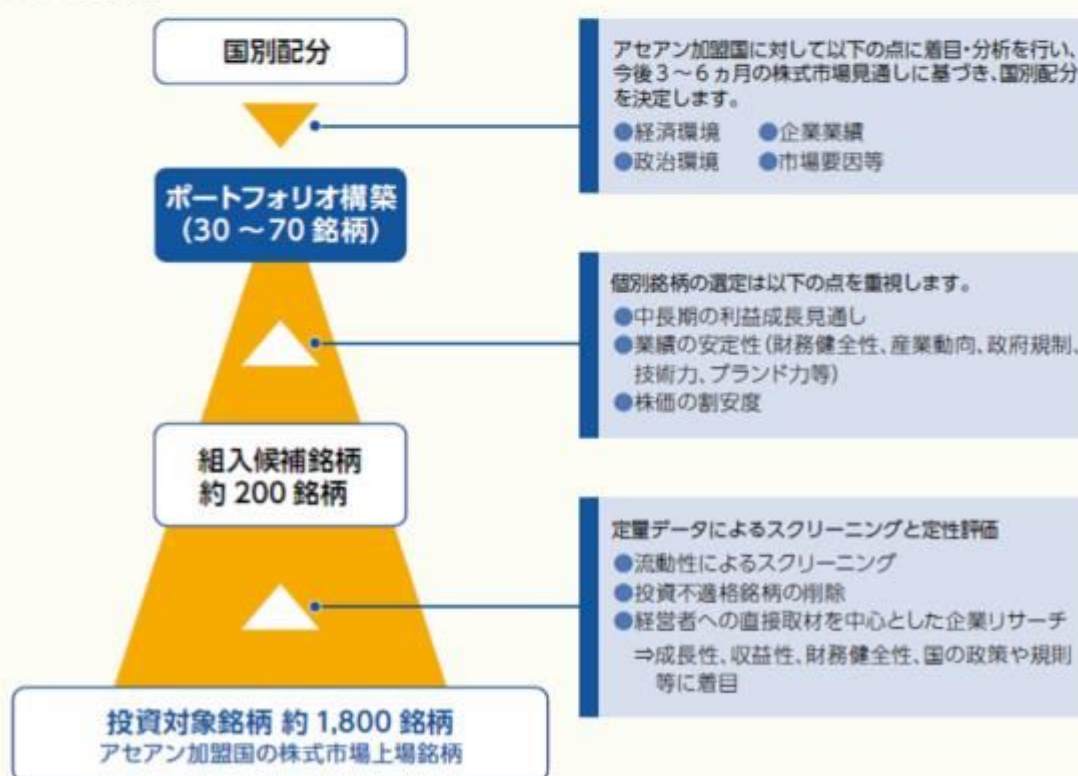 国別配分
アセアン加盟国に対して以下の点に着目・分析を行い、
今後3～6ヵ月の株式市場見通しに基づき、国別配分
を決定します。
●経済環境　●企業業績
●政治環境　●市場要因等
ポートフォリオ構築
（30～70 銘柄）
個別銘柄の選定は以下の点を重視します。
●中長期の利益成長見通し
●業績の安定性（財務健全性、産業動向、政府規制、
技術力、ブランド力等）
●株価の割安度
組入候補銘柄
約 200 銘柄
定量データによるスクリーニングと定性評価
●流動性によるスクリーニング
●投資不適格銘柄の削除
●経営者への直接取材を中心とした企業リサーチ
⇒成長性、収益性、財務健全性、国の政策や規則
等に着目
投資対象銘柄 約 1,800 銘柄
アセアン加盟国の株式市場上場銘柄